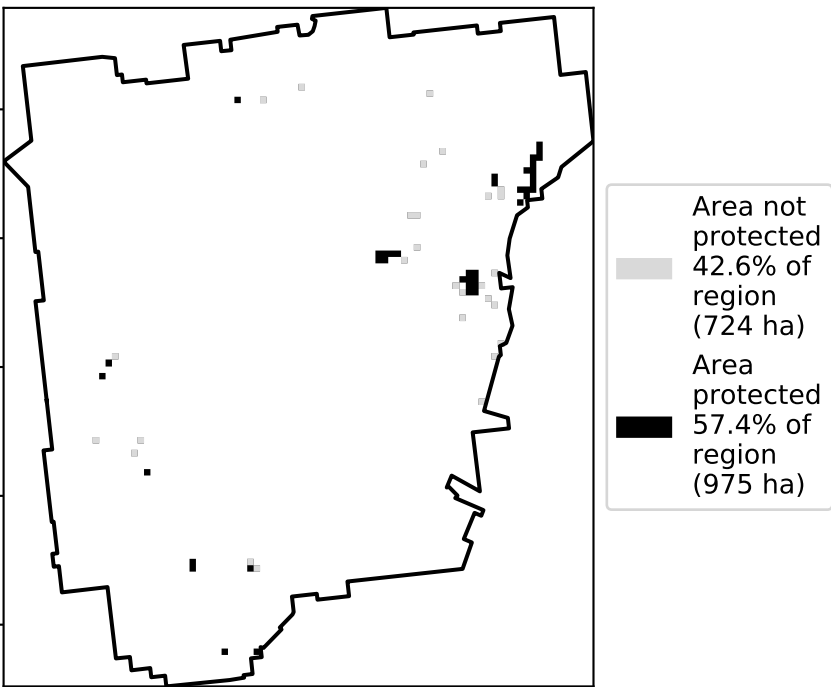 Area not
protected
42.6% of
region
(724 ha)
Area
protected
57.4% of
region
(975 ha)